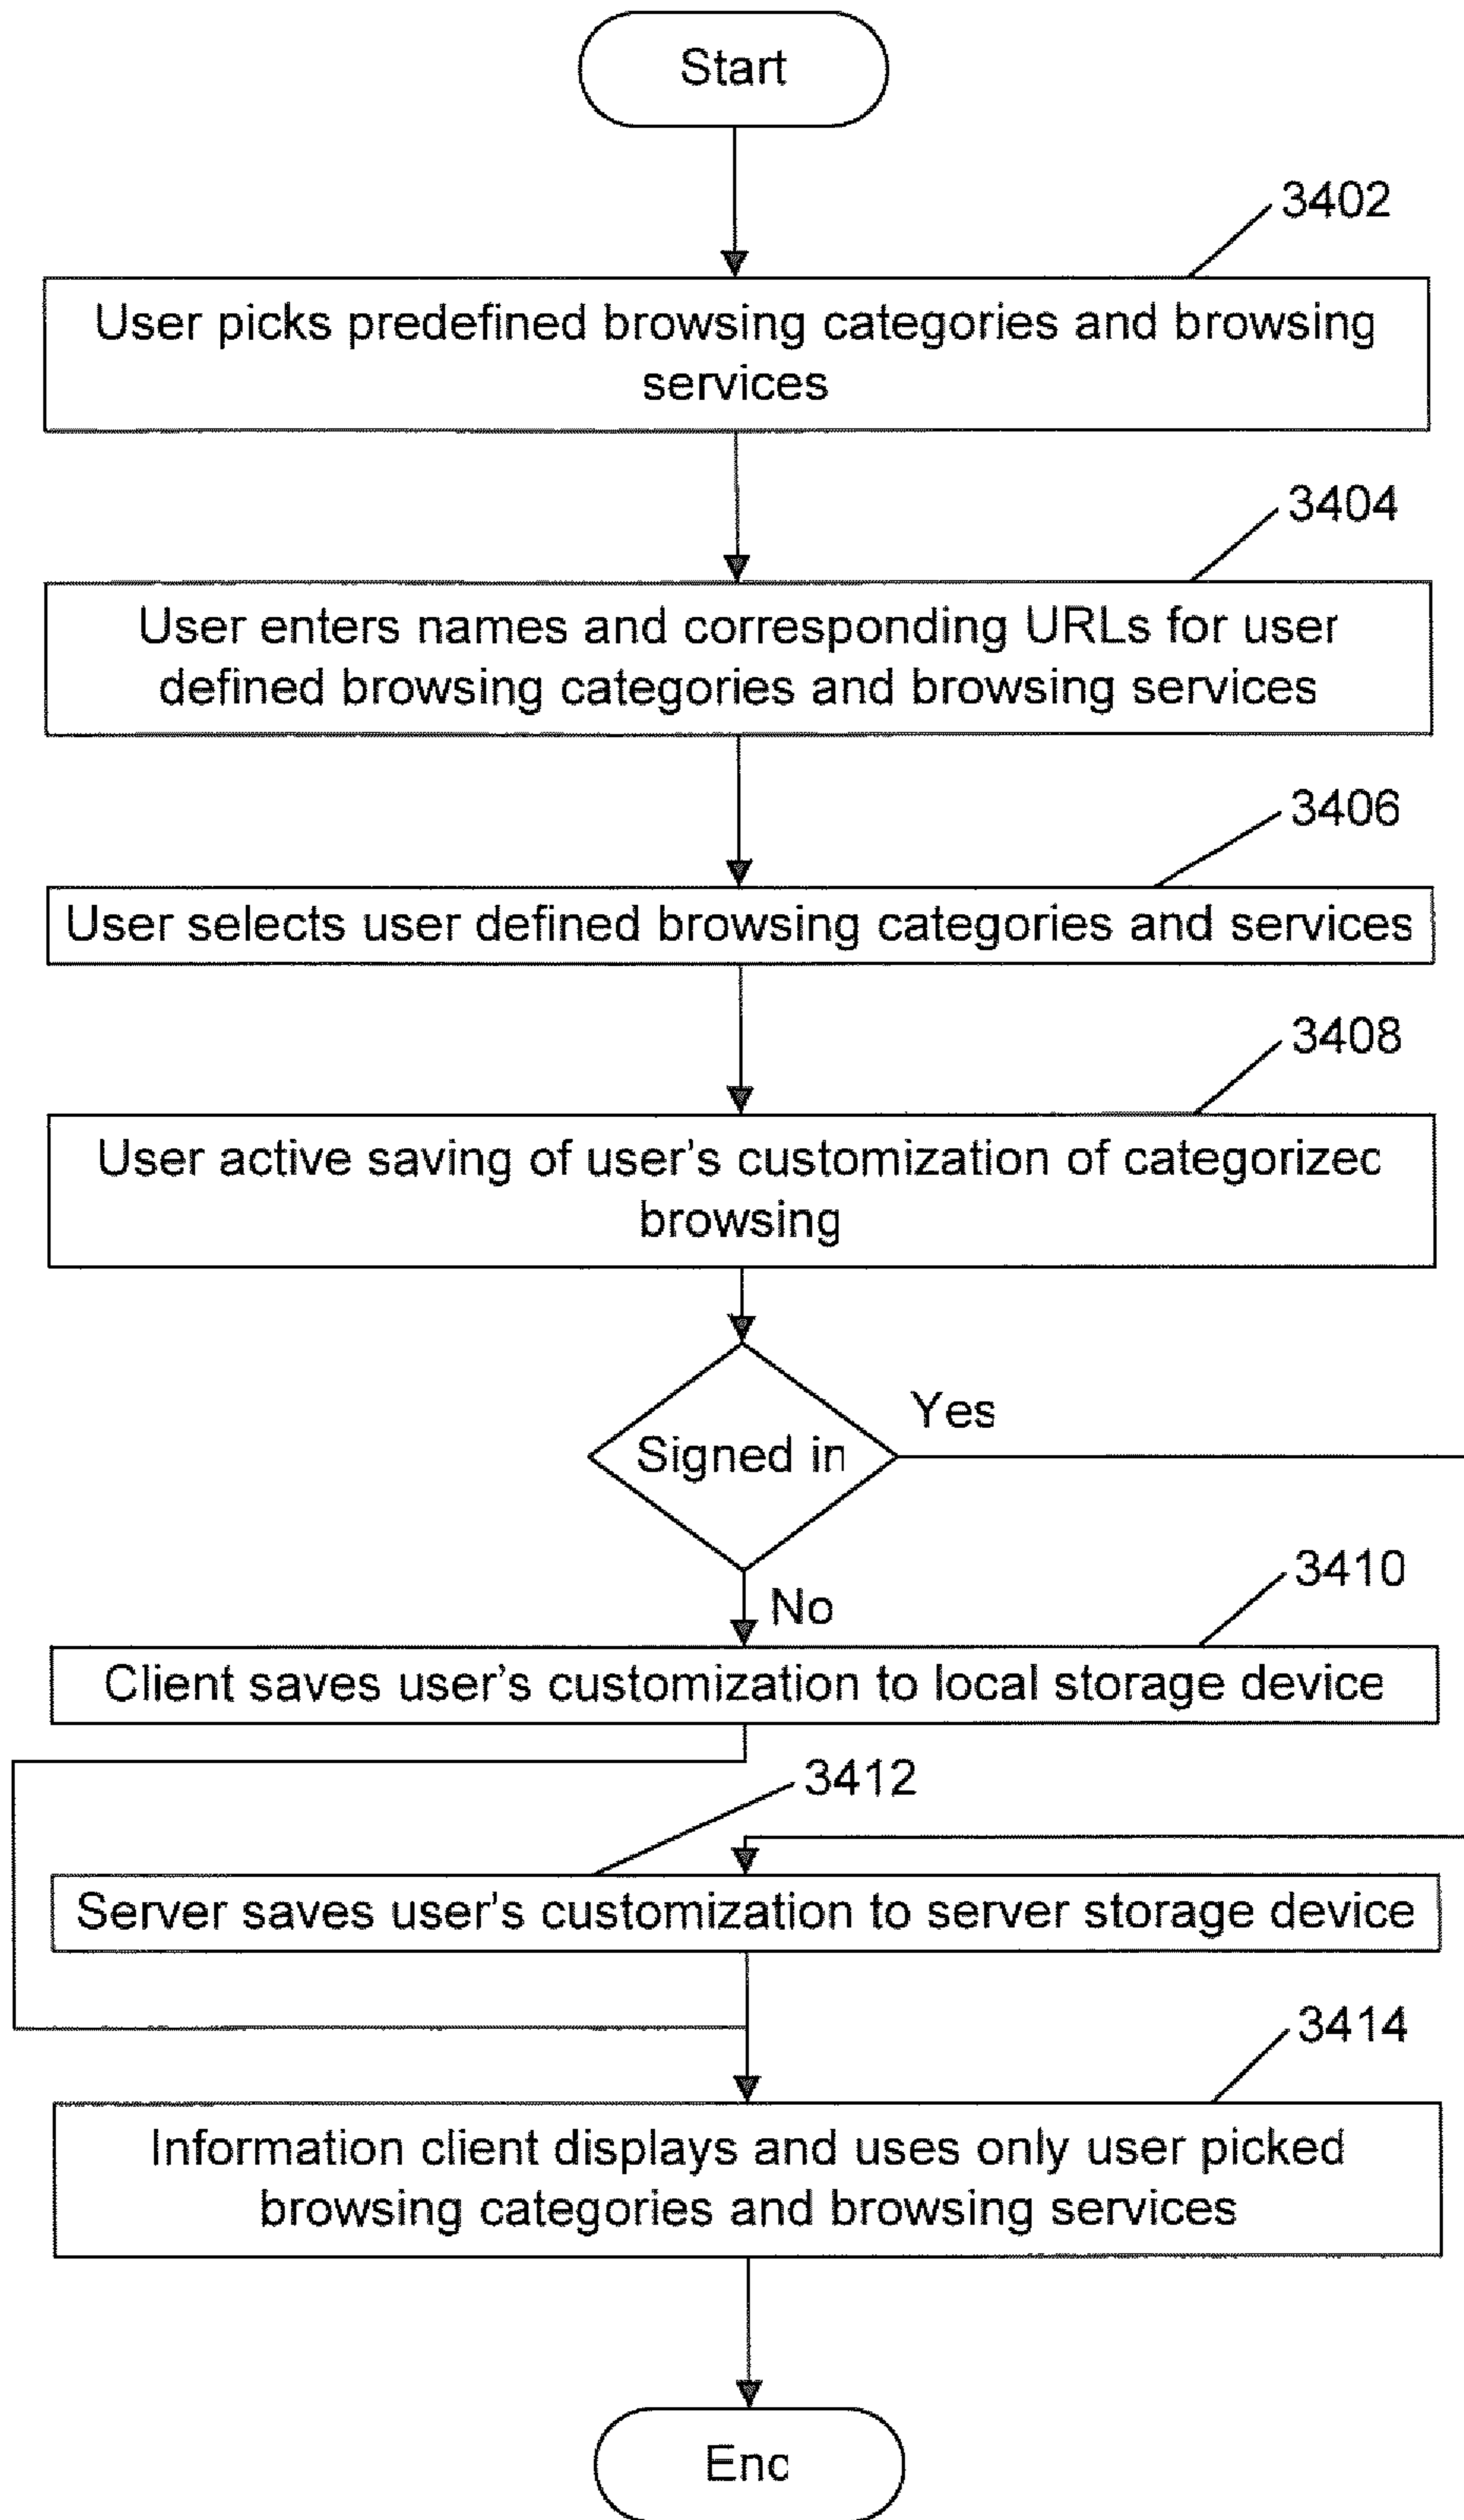 Start
3402
User picks predefined browsing categories and browsing
services
3404
User enters names and corresponding URLs for user
defined browsing categories and browsing services
3406
User selects user defined browsing categories and services
3408
User active saving of user's customization of categorized
browsing
Signed in
Yes
No
3410
Client saves user's customization to local storage device
3412
Server saves user's customization to server storage device
3414
Information client displays and uses only user picked
browsing categories and browsing services
End